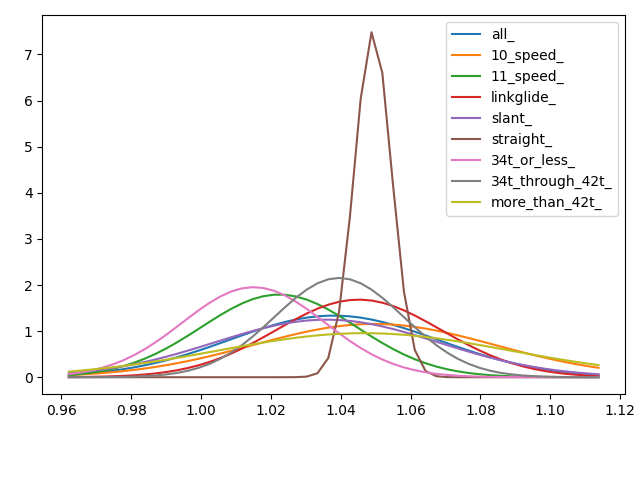 all_
10_speed_
11_speed_
linkglide_
slant_
straight_
34t_or_less_
34t_through_42t_
more_than_42t_
7
6
5
4
3
2
1
0
0.96 0.98 1.00 1.02 1.04 1.06 1.08 1.10 1.12